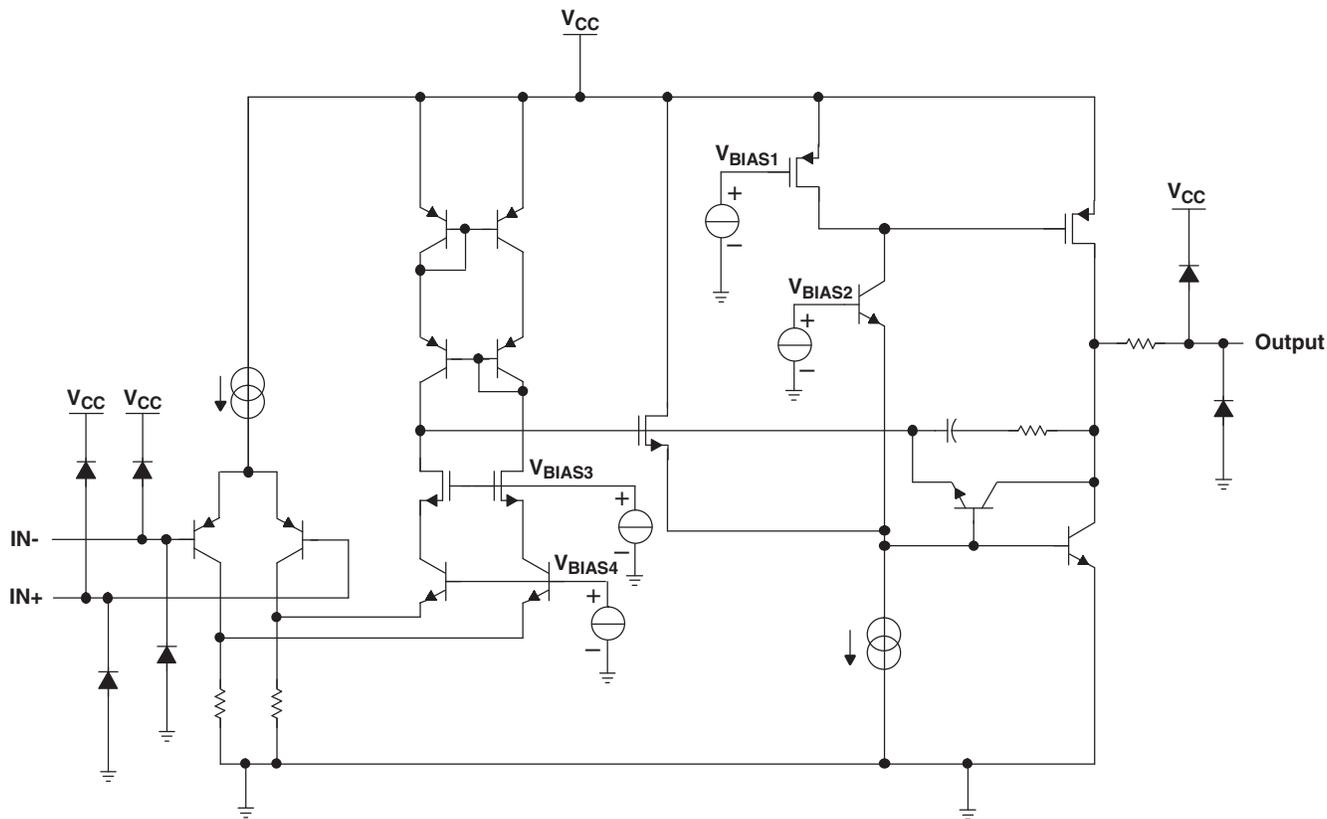 VCC
VBIAS1
VCC
VBIAS2
+
−
+
−
Output
VCC
VCC
VBIAS3
+
−
IN-
VBIAS4
IN+
+
−